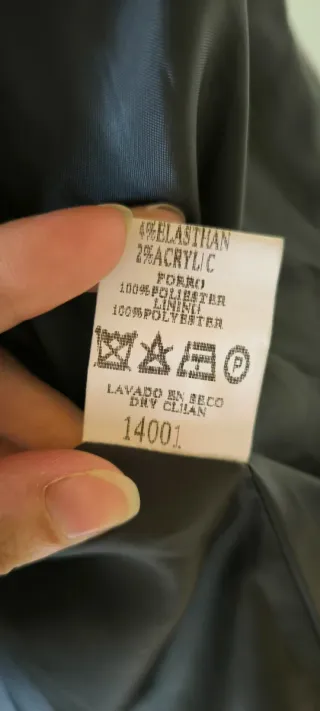 4%ELASTHAN
2%ACRYLIC
FORRO
100%POLIESTER
LINING
100%POLYESTER
P
LAVADO EN SECO
DRY CLEAN
14001